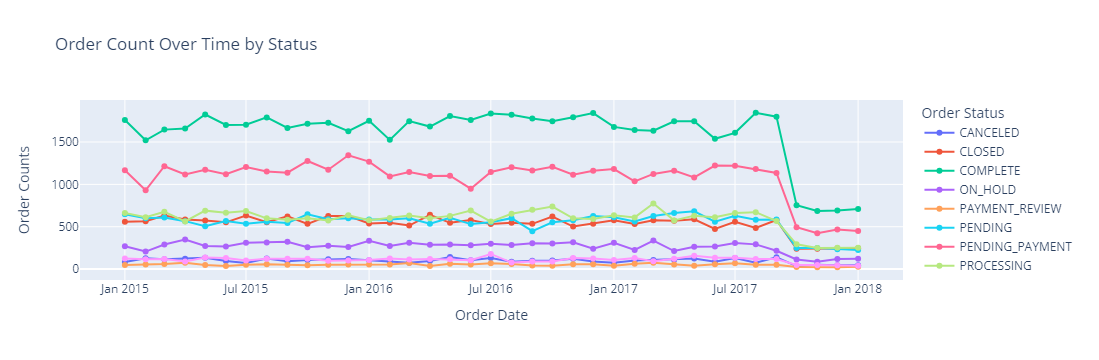 Order Count Over Time by Status
Order Status
CANCELED
CLOSED
COMPLETE
ON_HOLD
PAYMENT_REVIEW
PENDING
PENDING_PAYMENT
PROCESSING
Order Counts
1500
1000
500
0
Jan 2015
Jul 2015
Jan 2016
Jul 2016
Jan 2017
Jul 2017
Jan 2018
Order Date